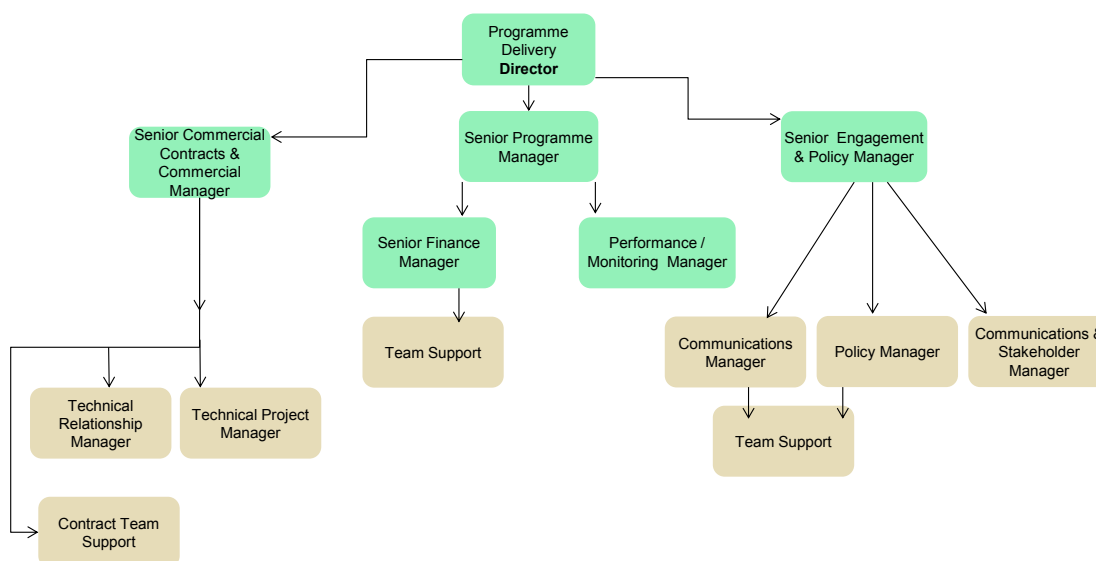 Programme
Delivery
Director
Senior Commercial
Contracts &
Commercial
Manager
Senior Programme
Manager
Senior Engagement
& Policy Manager
Senior Finance
Manager
Performance /
Monitoring Manager
Team Support
Communications
Manager
Policy Manager
Communications &
Stakeholder
Manager
Technical
Relationship
Manager
Technical Project
Manager
Team Support
Contract Team
Support